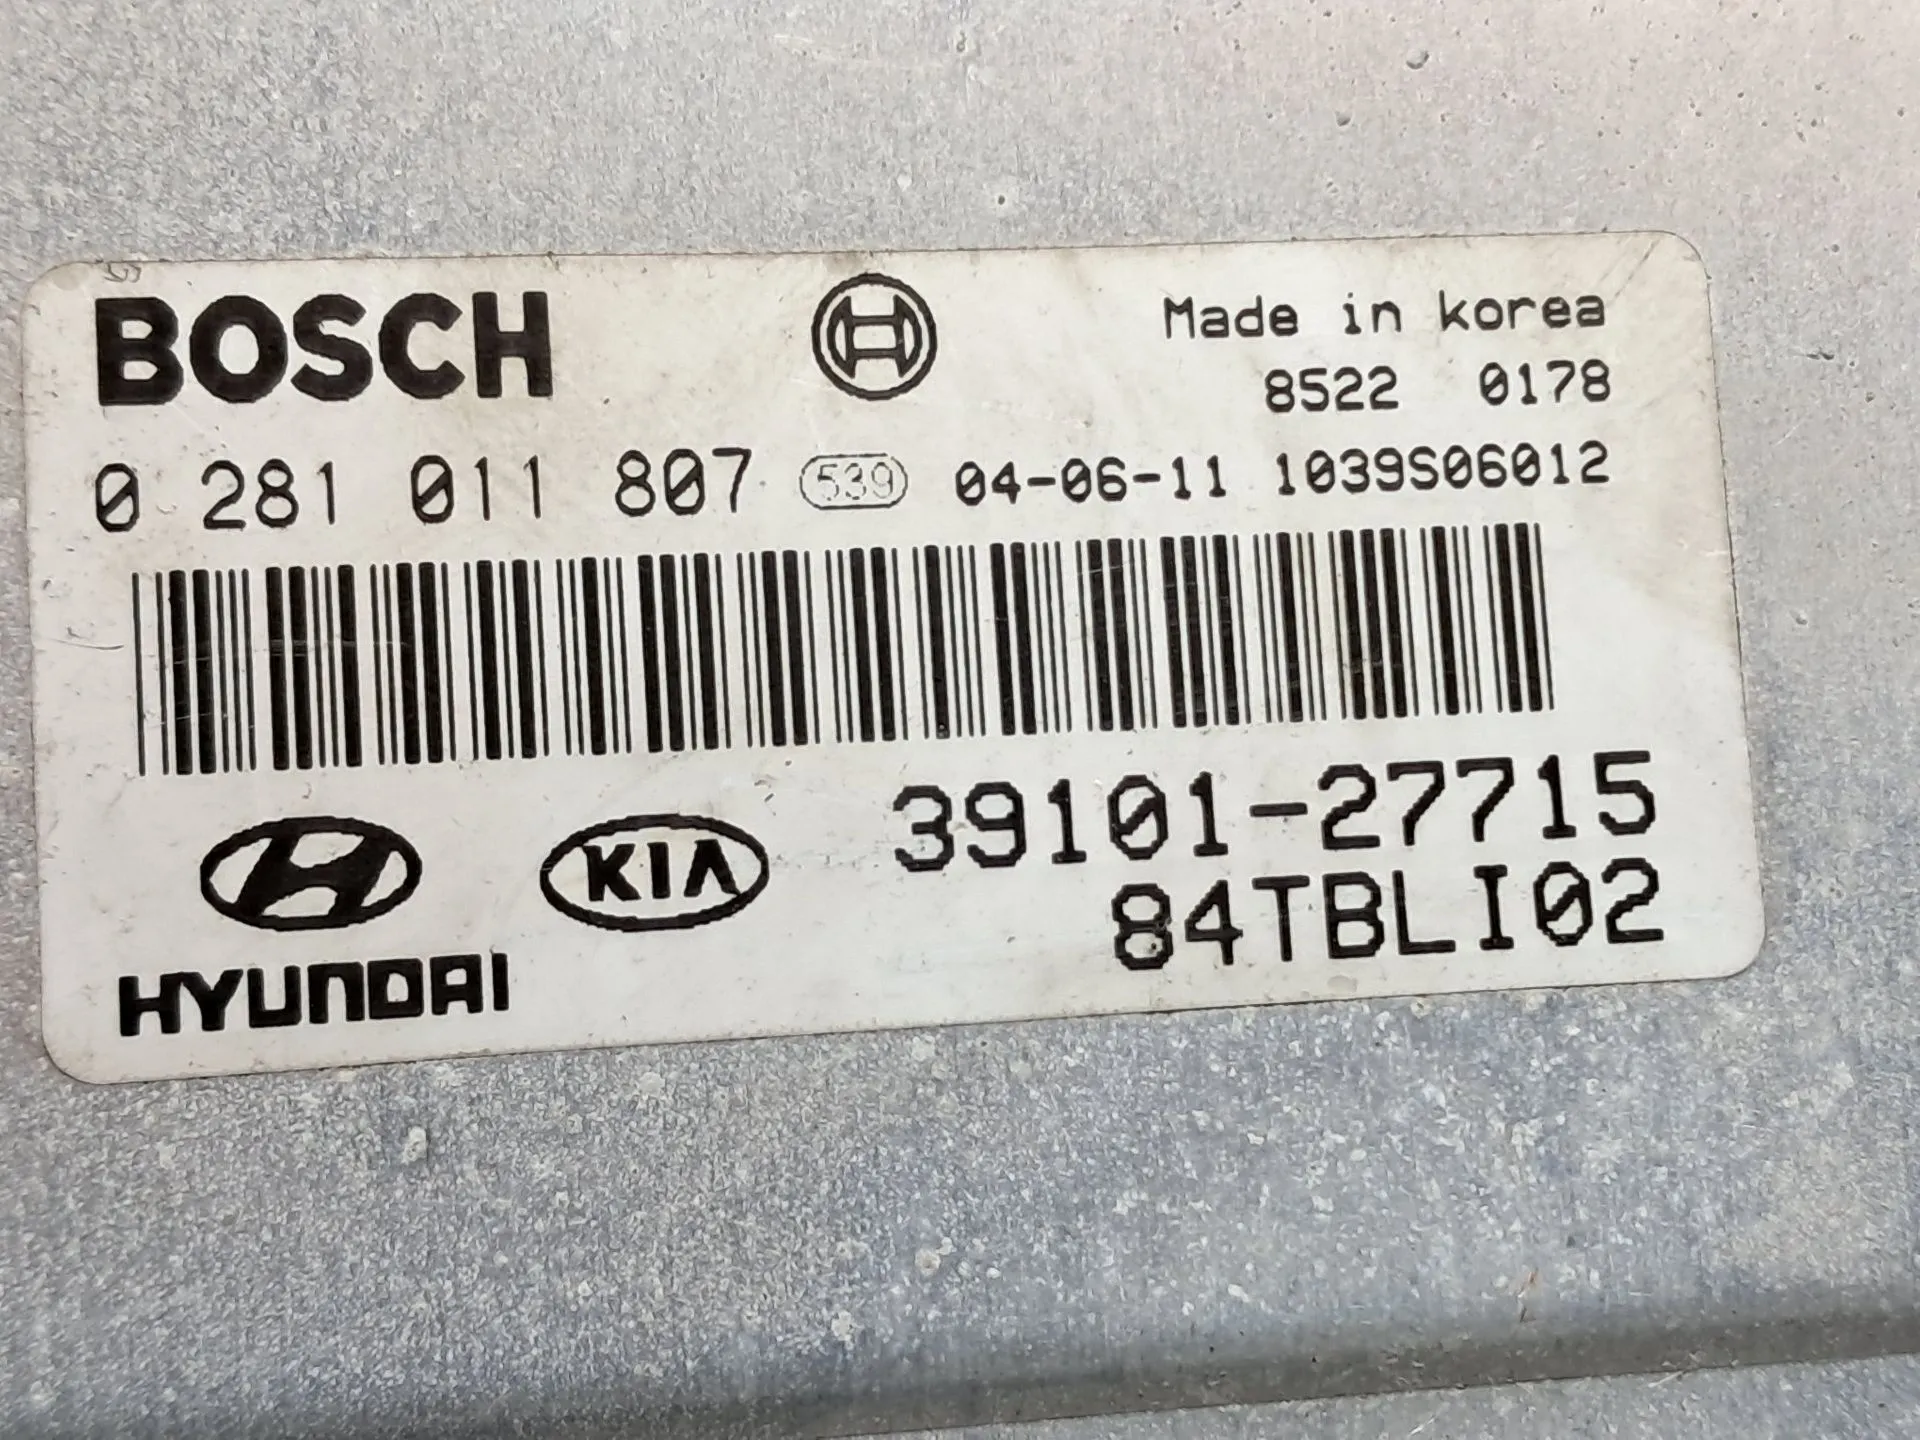 BOSCH
Made in korea
8522 0178
0 281 011 807 539 04-06-11 1039S06012
39101-27715
84TBLI02
KIA
HYUNDAI